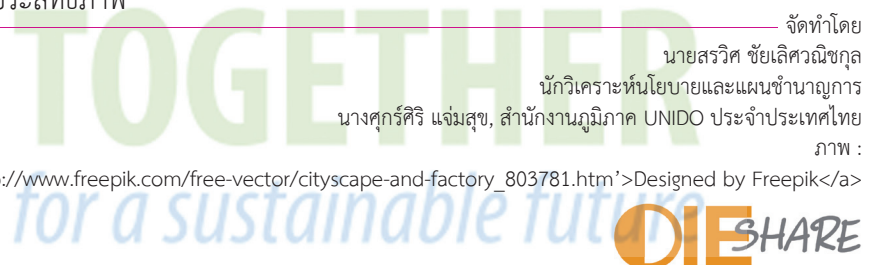 TOGETHER
จัดทำโดย
นายสรวิศ ชัยเลิศวณิชกุล
นักวิเคราะห์นโยบายและแผนชำนาญการ
นางศุกร์ศิริ แจ่มสุข, สำนักงานภูมิภาค UNIDO ประจำประเทศไทย
ภาพ :
://www.freepik.com/free-vector/cityscape-and-factory_803781.htm’>Designed by Freepik</a>
for a sustainable future
OIE SHARE